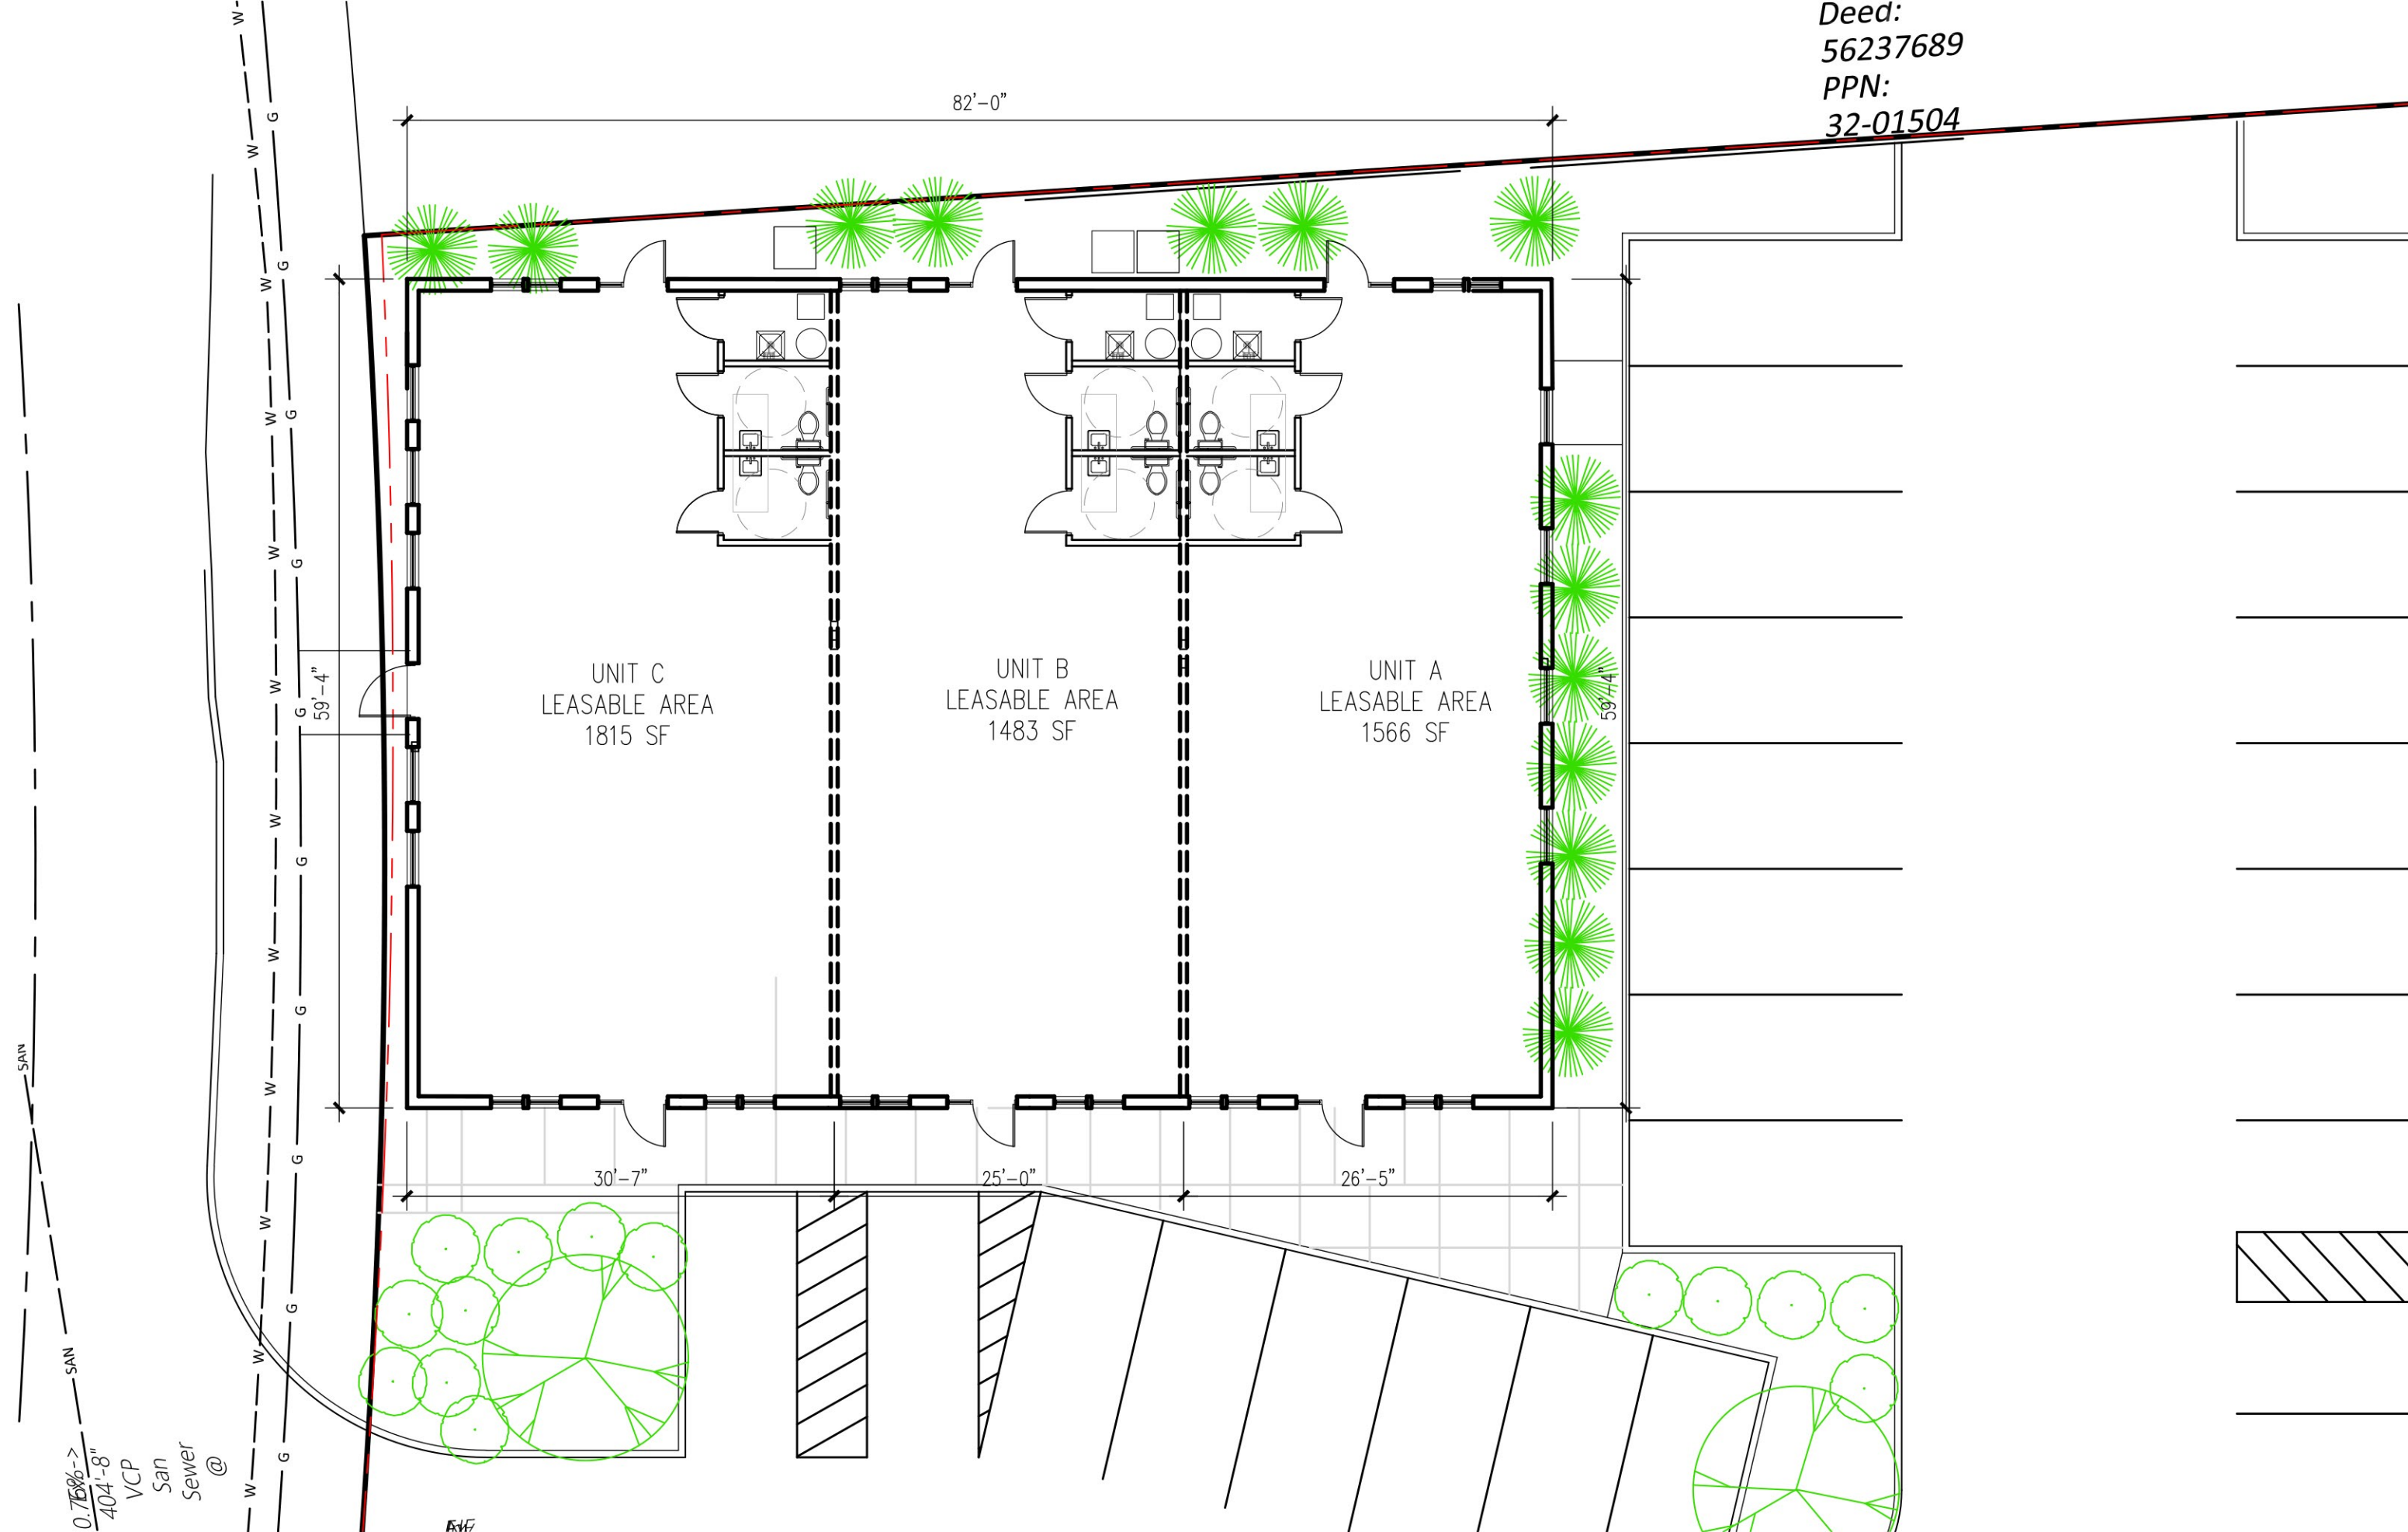 Deed:
56237689
PPN:
32-01504
82'-0"
59'-4"
59'-4"
UNIT C
LEASABLE AREA
1815 SF
UNIT B
LEASABLE AREA
1483 SF
UNIT A
LEASABLE AREA
1566 SF
30'-7"
25'-0"
26'-5"
W
W
W
W
W
W
W
W
W
W
W
W
W
G
G
G
G
G
G
G
G
G
G
G
SAN
SAN
404'-8"
VCP
San
Sewer
@